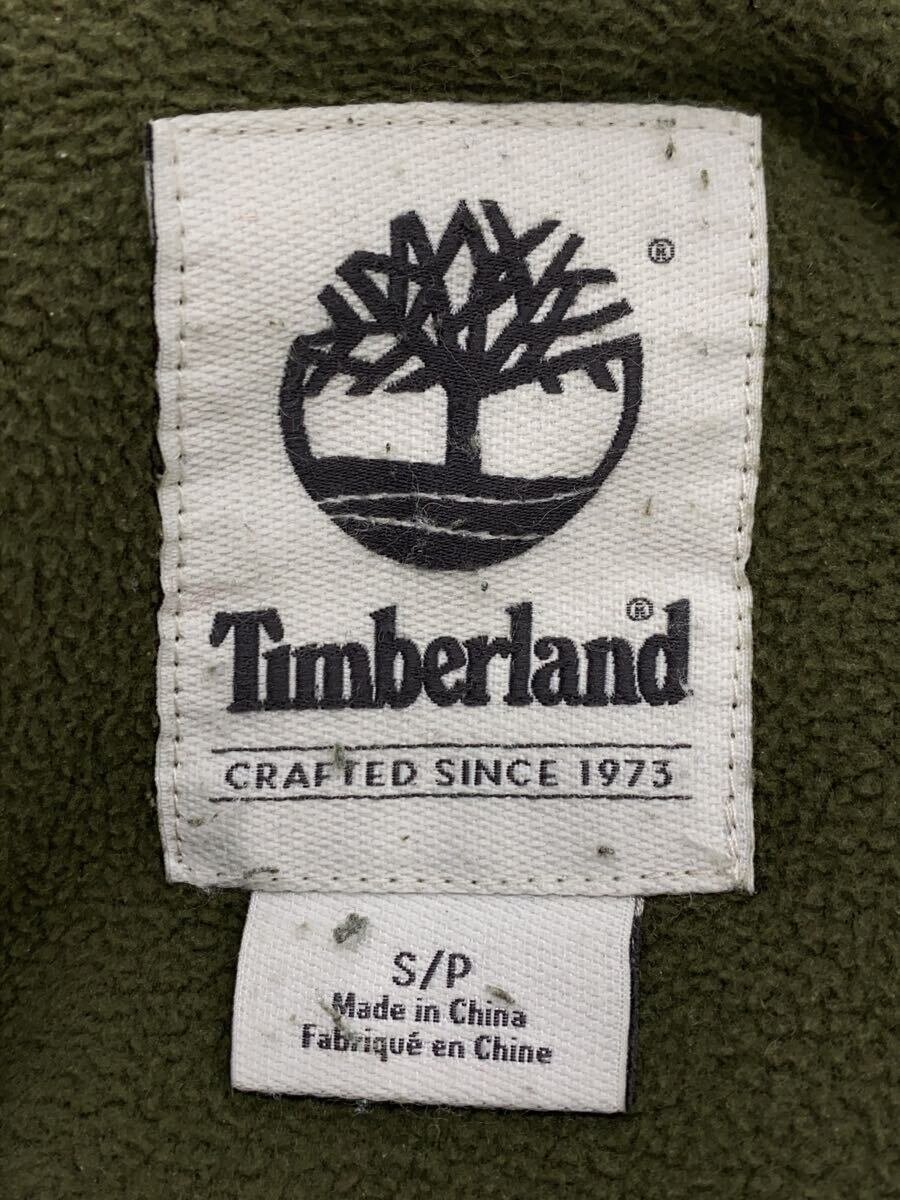 ®
Timberland®
CRAFTED SINCE 1973
S/P
Made in China
Fabriqué en Chine